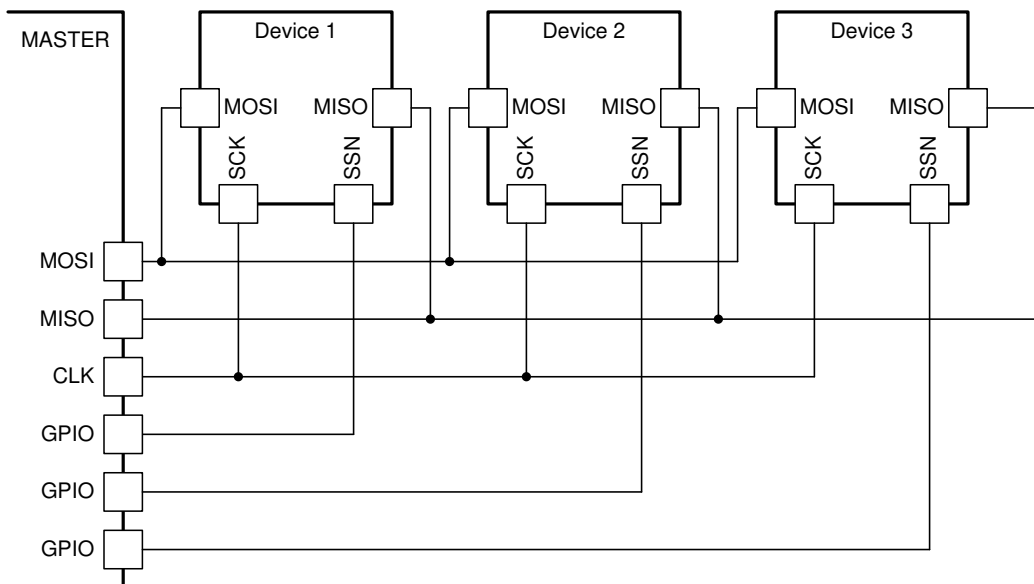 MASTER
Device 1
Device 2
Device 3
MOSI MISO
SCK
SSN
MOSI MISO
SCK
SSN
MOSI MISO
SCK
SSN
MOSI
MISO
CLK
GPIO
GPIO
GPIO